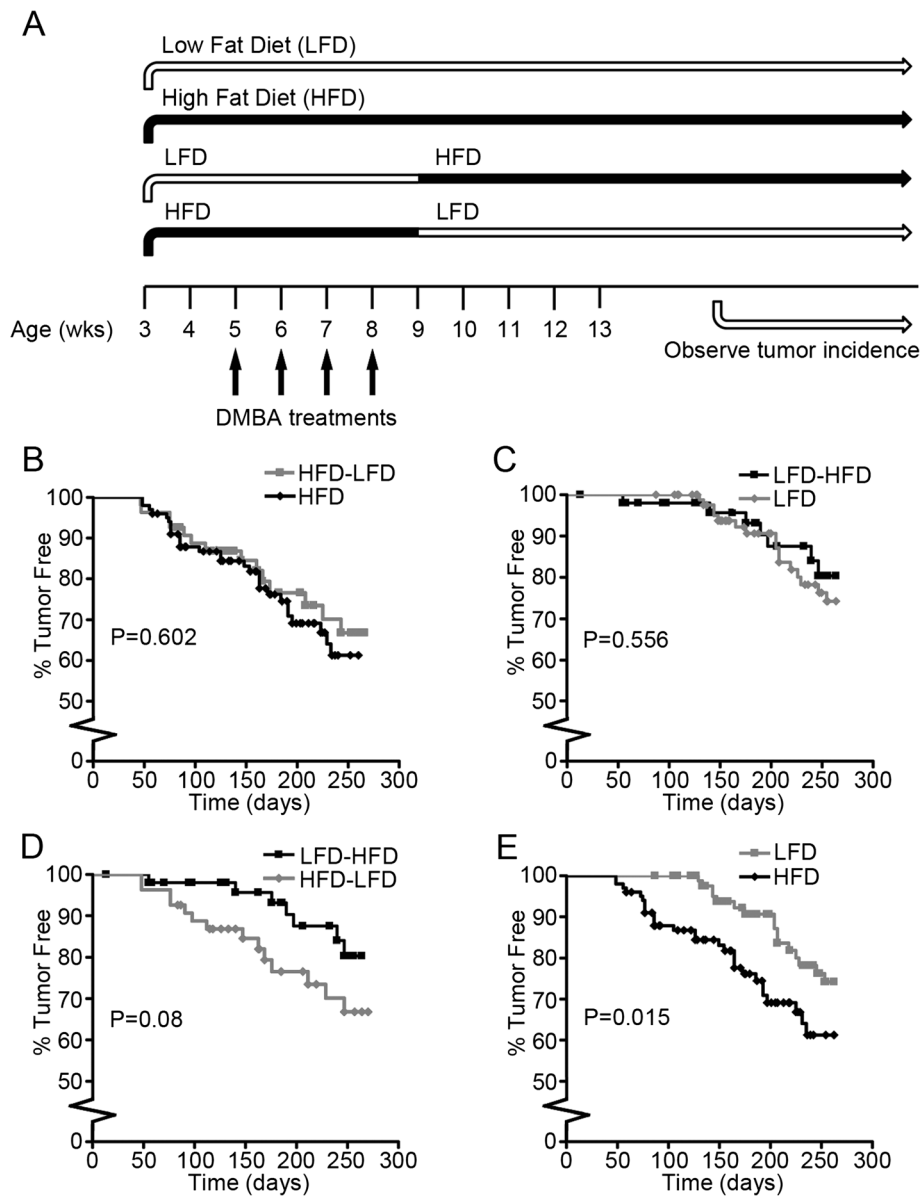 A
Low Fat Diet (LFD)
High Fat Diet (HFD)
LFD HFD
HFD LFD
Age (wks) 3 4 5 6 7 8 9 10 11 12 13
Observe tumor incidence
DMBA treatments
B
HFD-LFD
HFD
100
90
80
70
60
50
0
% Tumor Free
P=0.602
0 50 100 150 200 250 300
Time (days)
C
LFD-HFD
LFD
100
90
80
70
60
50
0
% Tumor Free
P=0.556
0 50 100 150 200 250 300
Time (days)
D
LFD-HFD
HFD-LFD
100
90
80
70
60
50
0
% Tumor Free
P=0.08
0 50 100 150 200 250 300
Time (days)
E
LFD
HFD
100
90
80
70
60
50
0
% Tumor Free
P=0.015
0 50 100 150 200 250 300
Time (days)